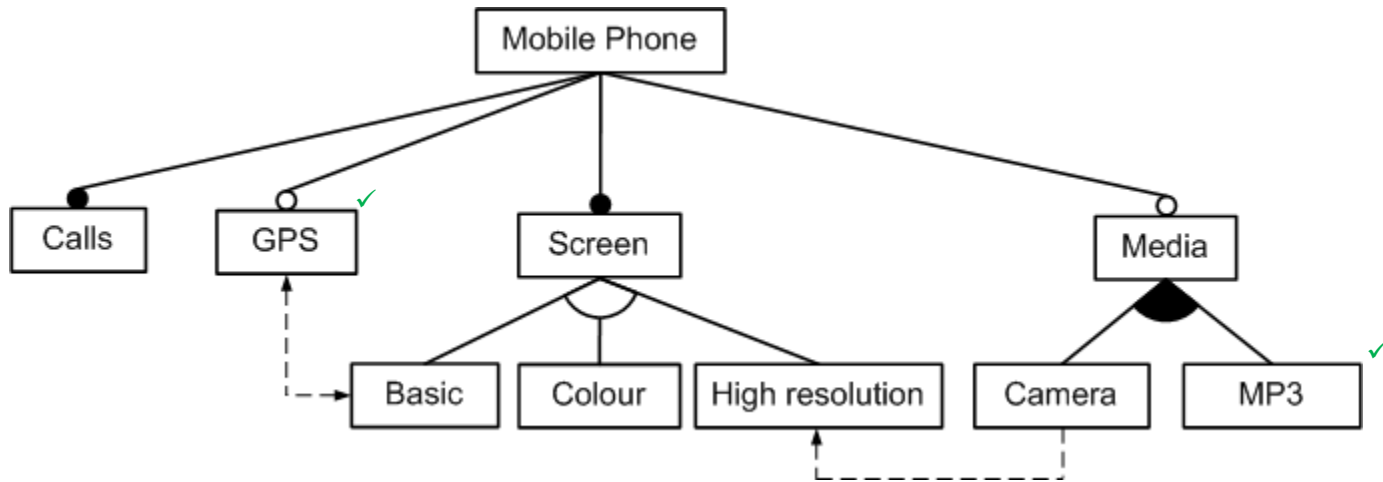 Mobile Phone
Calls
GPS
Screen
Media
Basic
Colour
High resolution
Camera
MP3